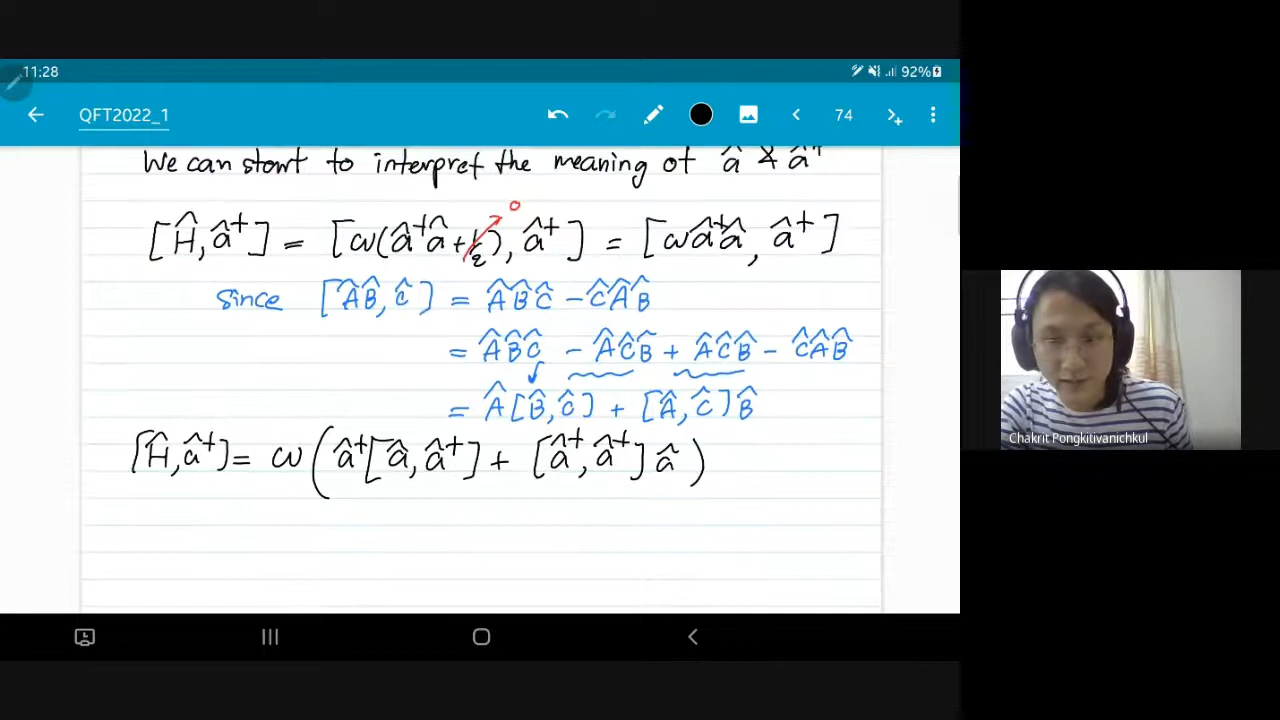 11:28
92%
QFT2022_1
74
We can start to interpret the meaning of â & â†
[Ĥ, â†] = [ω(â†â + ½), â†] = [ωâ†â, â†]
0
since [ÂB̂, Ĉ] = ÂB̂Ĉ − ĈÂB̂
= ÂB̂Ĉ − ÂĈB̂ + ÂĈB̂ − ĈÂB̂
= Â[B̂, Ĉ] + [Â, Ĉ]B̂
[Ĥ, â†] = ω(â†[â, â†] + [â†, â†]â)
Chakrit Pongkitivanichkul